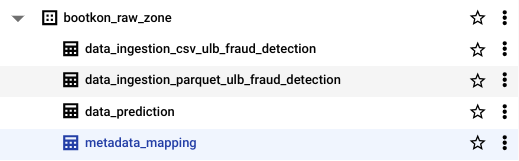 bootkon_raw_zone
data_ingestion_csv_ulb_fraud_detection
data_ingestion_parquet_ulb_fraud_detection
data_prediction
metadata_mapping